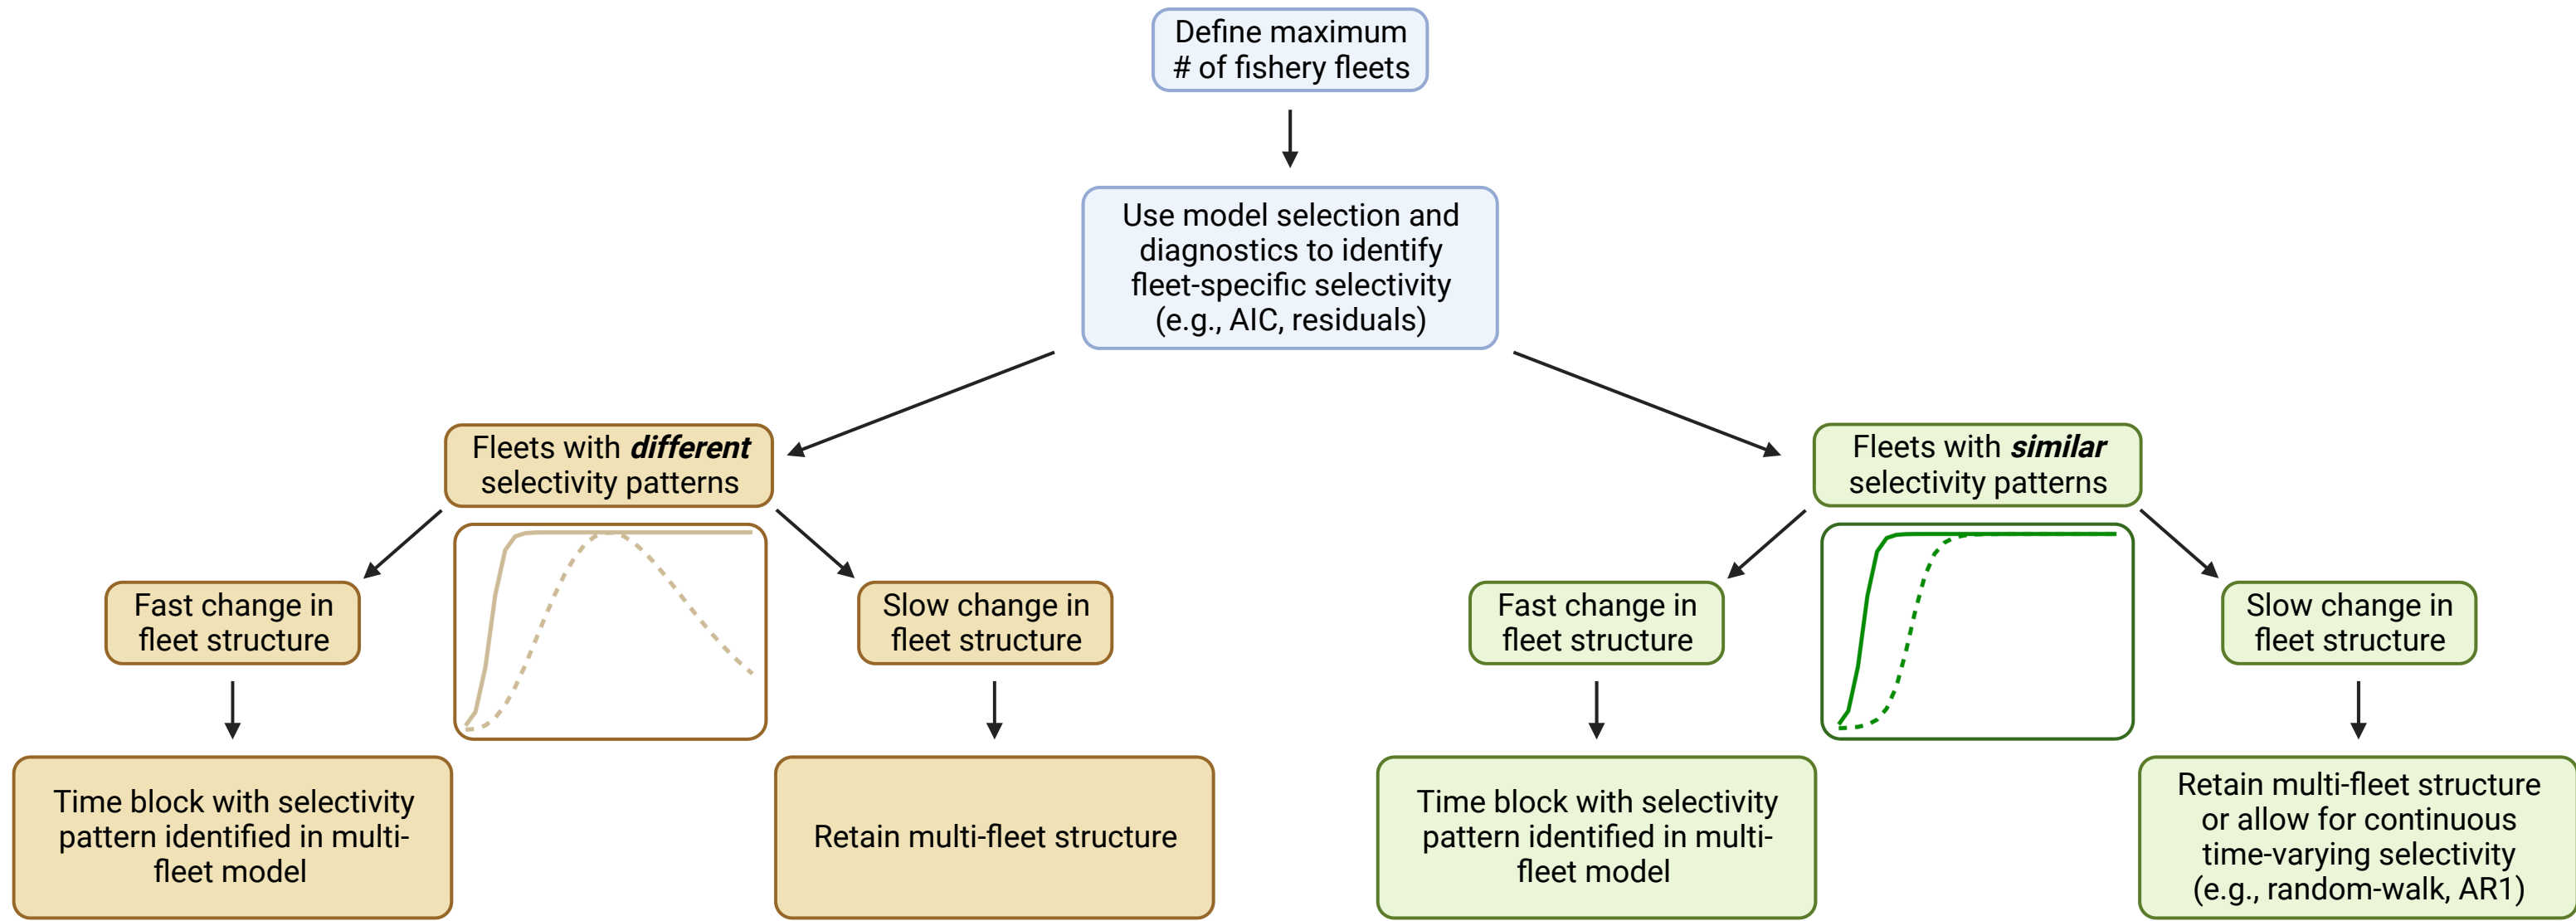 Define maximum
# of fishery fleets
Use model selection and
diagnostics to identify
fleet-specific selectivity
(e.g., AIC, residuals)
Fleets with different
selectivity patterns
Fleets with similar
selectivity patterns
Fast change in
fleet structure
Slow change in
fleet structure
Fast change in
fleet structure
Slow change in
fleet structure
Time block with selectivity
pattern identified in multi-
fleet model
Retain multi-fleet structure
Time block with selectivity
pattern identified in multi-
fleet model
Retain multi-fleet structure
or allow for continuous
time-varying selectivity
(e.g., random-walk, AR1)